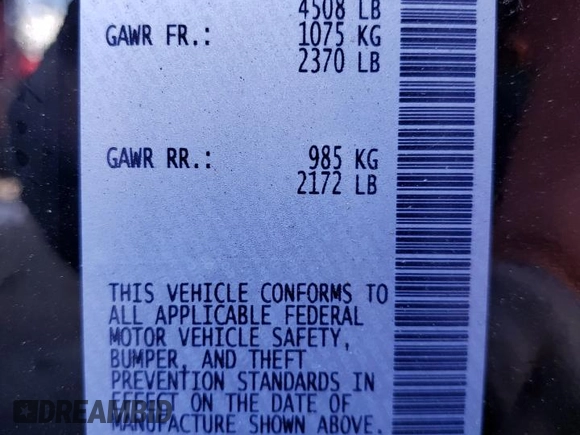 4508 LB
GAWR FR.: 1075 KG
2370 LB
GAWR RR.: 985 KG
2172 LB
THIS VEHICLE CONFORMS TO
ALL APPLICABLE FEDERAL
MOTOR VEHICLE SAFETY,
BUMPER, AND THEFT
PREVENTION STANDARDS IN
EFFECT ON THE DATE OF
MANUFACTURE SHOWN ABOVE.
DREAMBID